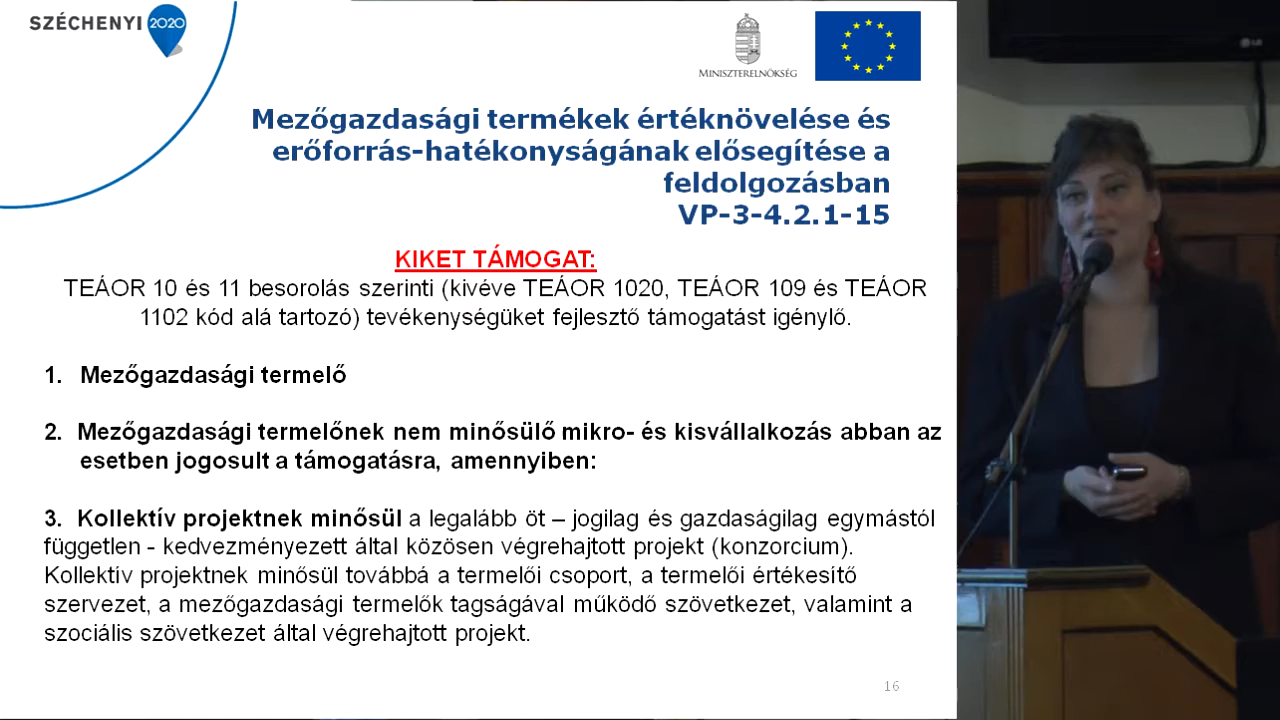 SZÉCHENYI 2020
MINISZTERELNÖKSÉG
Mezőgazdasági termékek értéknövelése és
erőforrás-hatékonyságának elősegítése a
feldolgozásban
VP-3-4.2.1-15
KIKET TÁMOGAT:
TEÁOR 10 és 11 besorolás szerinti (kivéve TEÁOR 1020, TEÁOR 109 és TEÁOR
1102 kód alá tartozó) tevékenységüket fejlesztő támogatást igénylő.
1. Mezőgazdasági termelő
2. Mezőgazdasági termelőnek nem minősülő mikro- és kisvállalkozás abban az
esetben jogosult a támogatásra, amennyiben:
3. Kollektív projektnek minősül a legalább öt – jogilag és gazdaságilag egymástól
független - kedvezményezett által közösen végrehajtott projekt (konzorcium).
Kollektív projektnek minősül továbbá a termelői csoport, a termelői értékesítő
szervezet, a mezőgazdasági termelők tagságával működő szövetkezet, valamint a
szociális szövetkezet által végrehajtott projekt.
16
LG